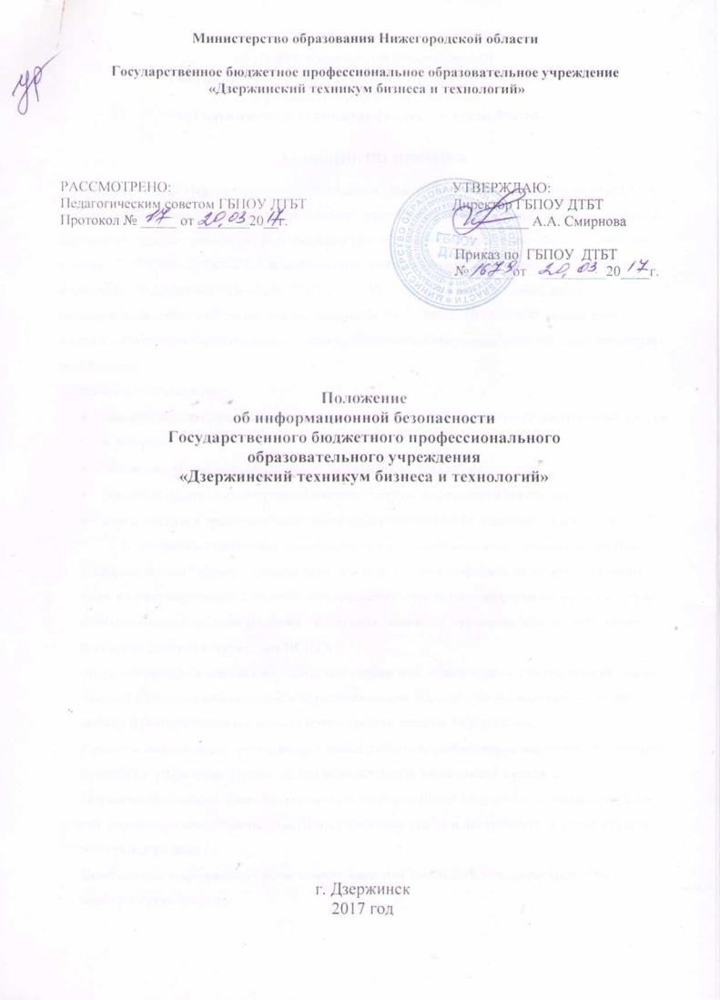 Министерство образования Нижегородской области
Государственное бюджетное профессиональное образовательное учреждение
«Дзержинский техникум бизнеса и технологий»
РАССМОТРЕНО:
Педагогическим советом ГБПОУ ДТБТ
Протокол № 17 от 20,03 2017г.
УТВЕРЖДАЮ:
Директор ГБПОУ ДТБТ
А.А. Смирнова
Приказ по ГБПОУ ДТБТ
№ от 20, 03 2017г.
ГБПОУ
Положение
об информационной безопасности
Государственного бюджетного профессионального
образовательного учреждения
«Дзержинский техникум бизнеса и технологий»
г. Дзержинск
2017 год